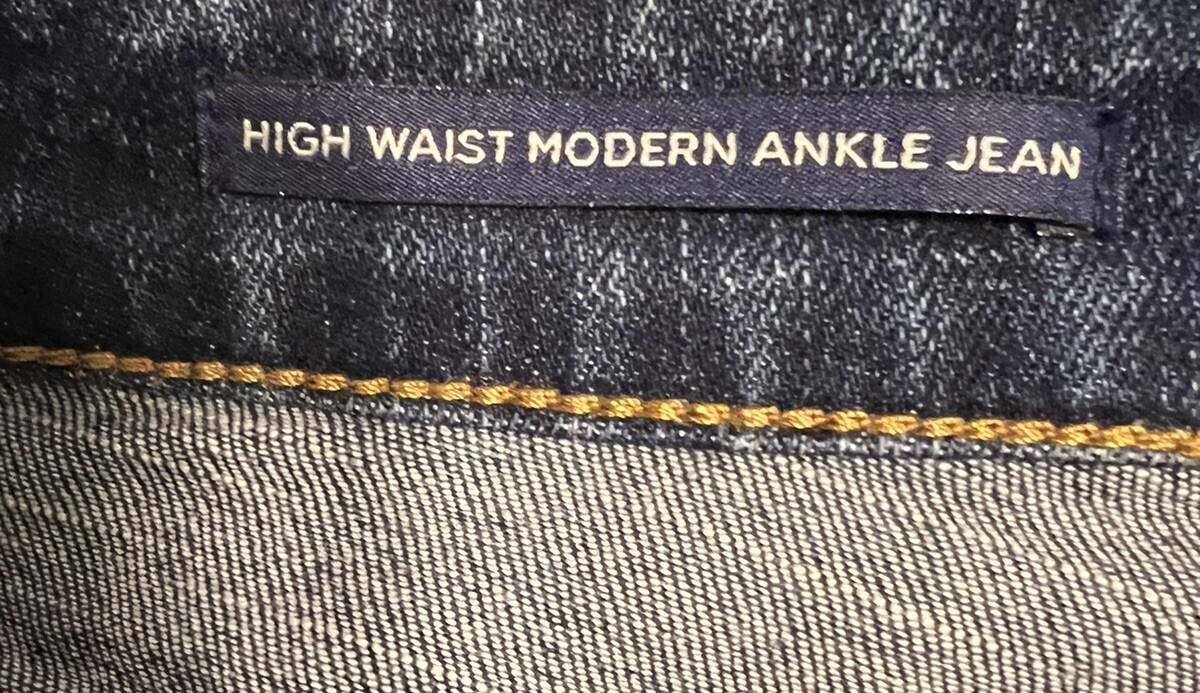 HIGH WAIST MODERN ANKLE JEAN